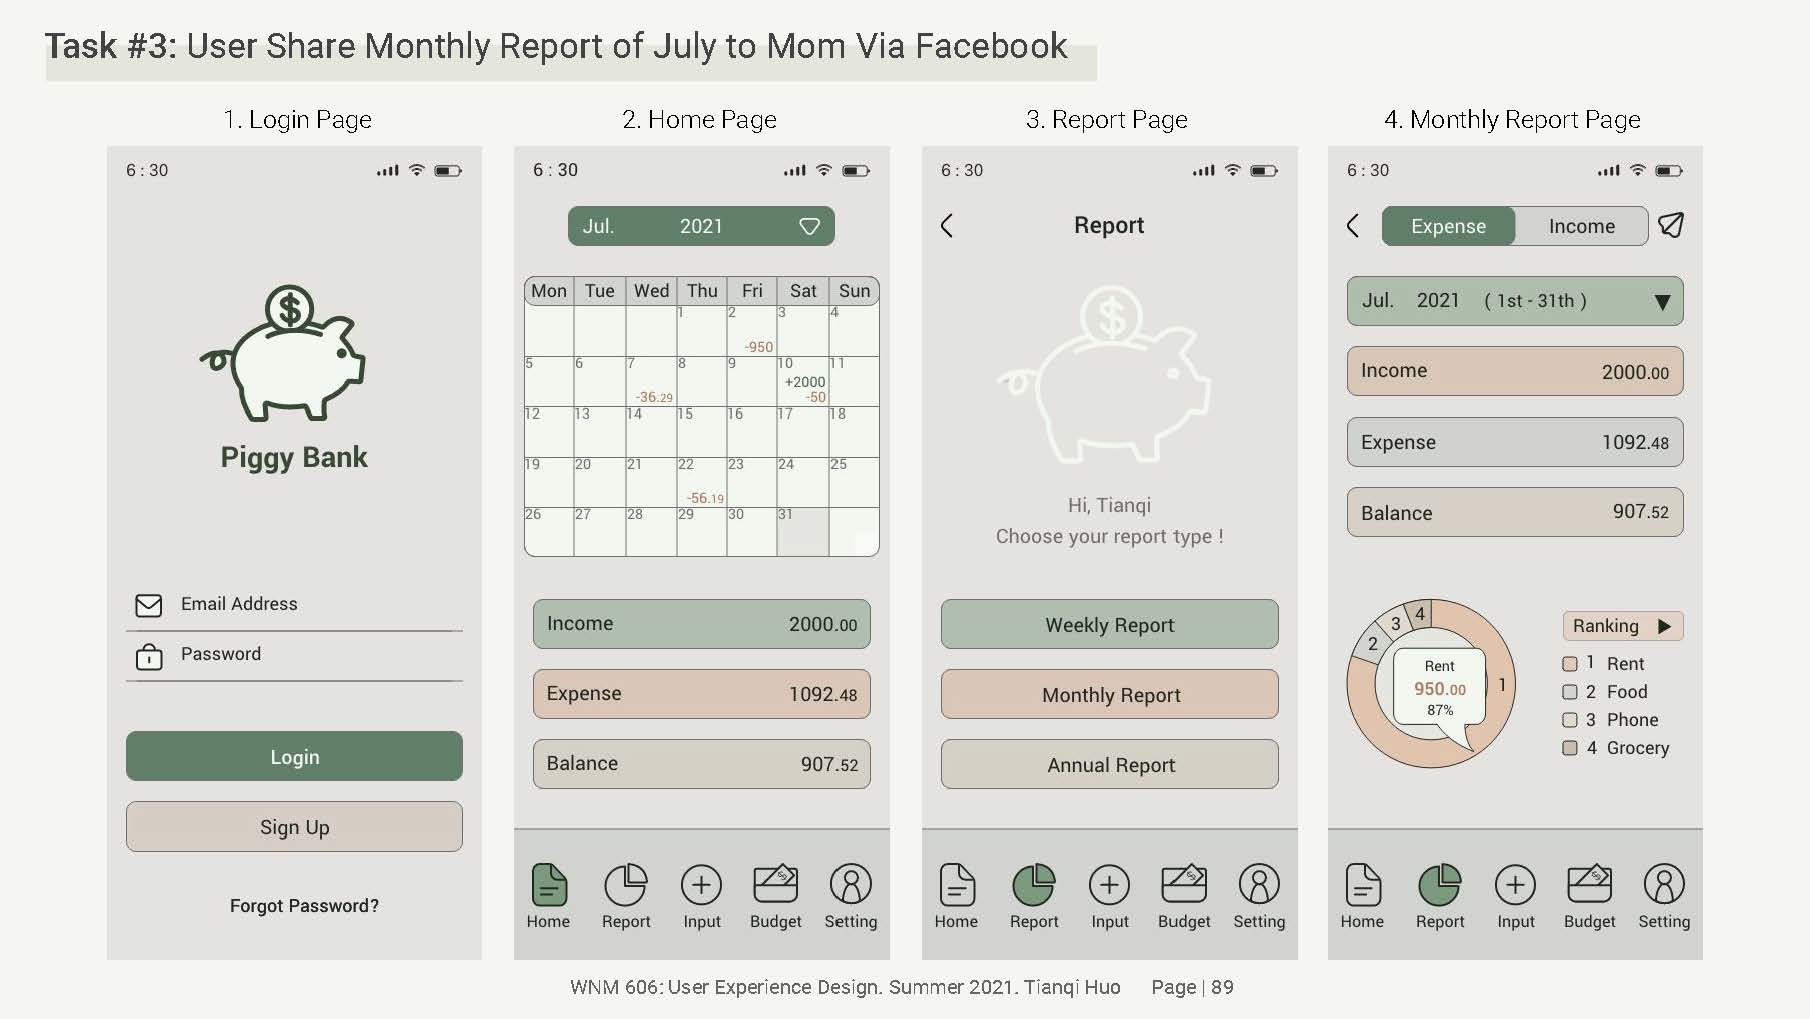 Task #3: User Share Monthly Report of July to Mom Via Facebook
1. Login Page
6 : 30
$
Piggy Bank
Email Address
Password
Login
Sign Up
Forgot Password?
2. Home Page
6 : 30
Jul. 2021
Mon Tue Wed Thu Fri Sat Sun
1 2 3 4
-950
5 6 7 8 9 10 11
+2000
-36.29 -50
12 13 14 15 16 17 18
19 20 21 22 23 24 25
-56.19
26 27 28 29 30 31
Income 2000.00
Expense 1092.48
Balance 907.52
Home Report Input Budget Setting
3. Report Page
6 : 30
Report
$
Hi, Tianqi
Choose your report type !
Weekly Report
Monthly Report
Annual Report
Home Report Input Budget Setting
4. Monthly Report Page
6 : 30
Expense Income
Jul. 2021 ( 1st - 31th )
Income 2000.00
Expense 1092.48
Balance 907.52
4
3
2
1
Rent
950.00
87%
Ranking
1 Rent
2 Food
3 Phone
4 Grocery
Home Report Input Budget Setting
WNM 606: User Experience Design. Summer 2021. Tianqi Huo Page | 89